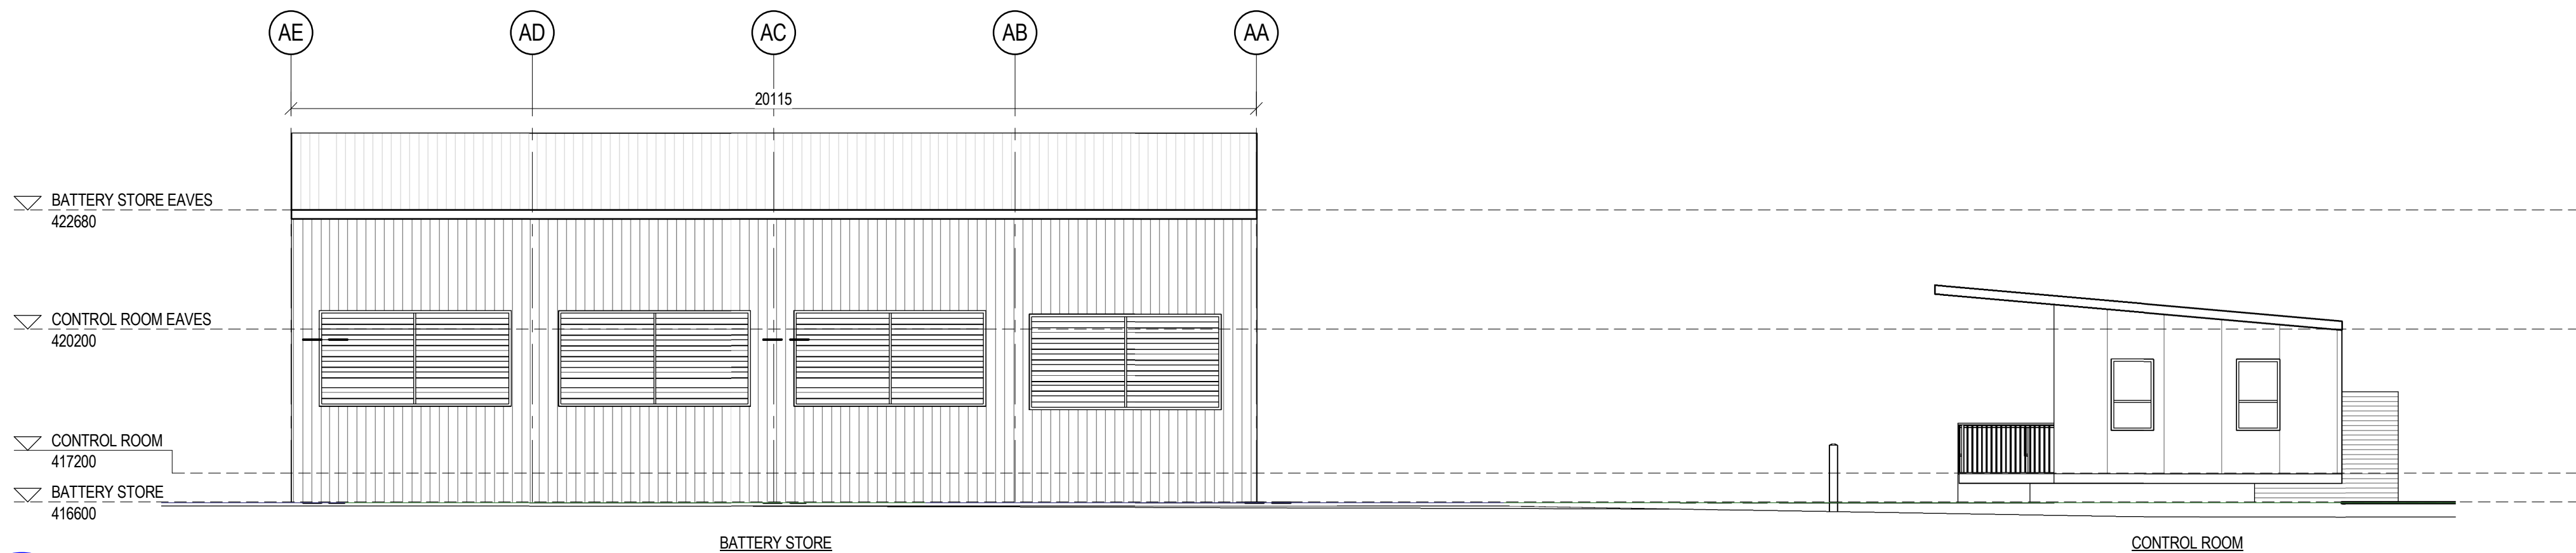 AE AD AC AB AA
20115
BATTERY STORE EAVES
422680
CONTROL ROOM EAVES
420200
CONTROL ROOM
417200
BATTERY STORE
416600
BATTERY STORE
CONTROL ROOM